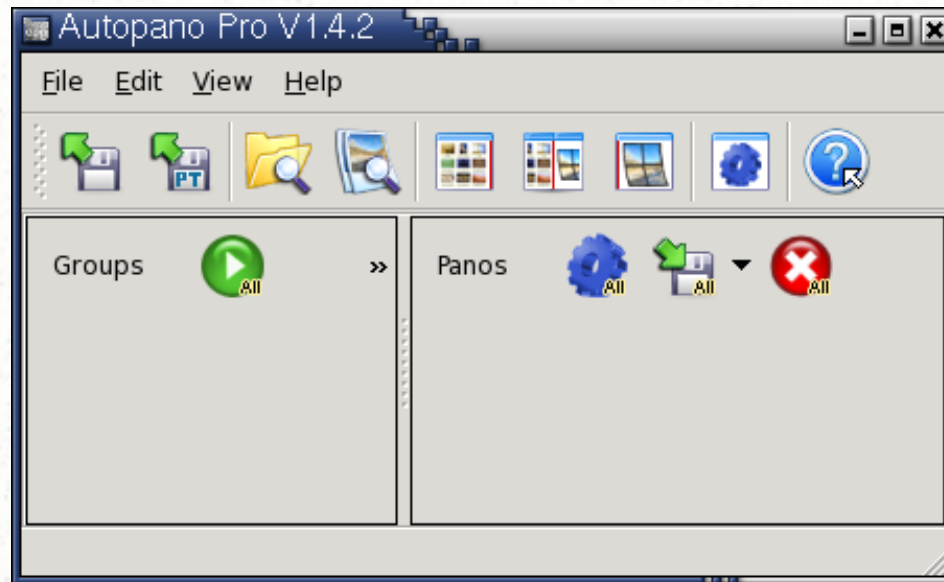 Autopano Pro V1.4.2
File Edit View Help
PT
Groups All » Panos All All All